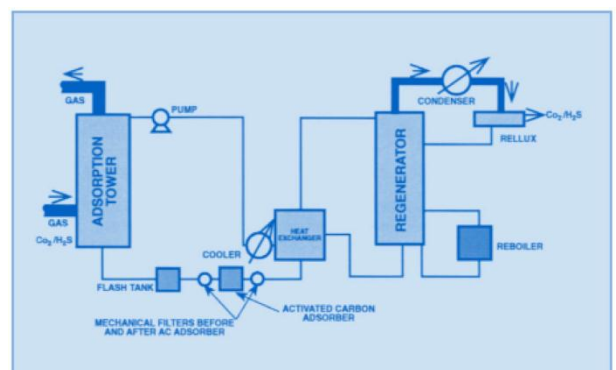 GAS
PUMP
CONDENSER
Co₂/H₂S
RELLUX
ADSORPTION
TOWER
REGENERATOR
GAS
Co₂/H₂S
COOLER
HEAT
EXCHANGER
REBOILER
FLASH TANK
ACTIVATED CARBON
ADSORBER
MECHANICAL FILTERS BEFORE
AND AFTER AC ADSORBER